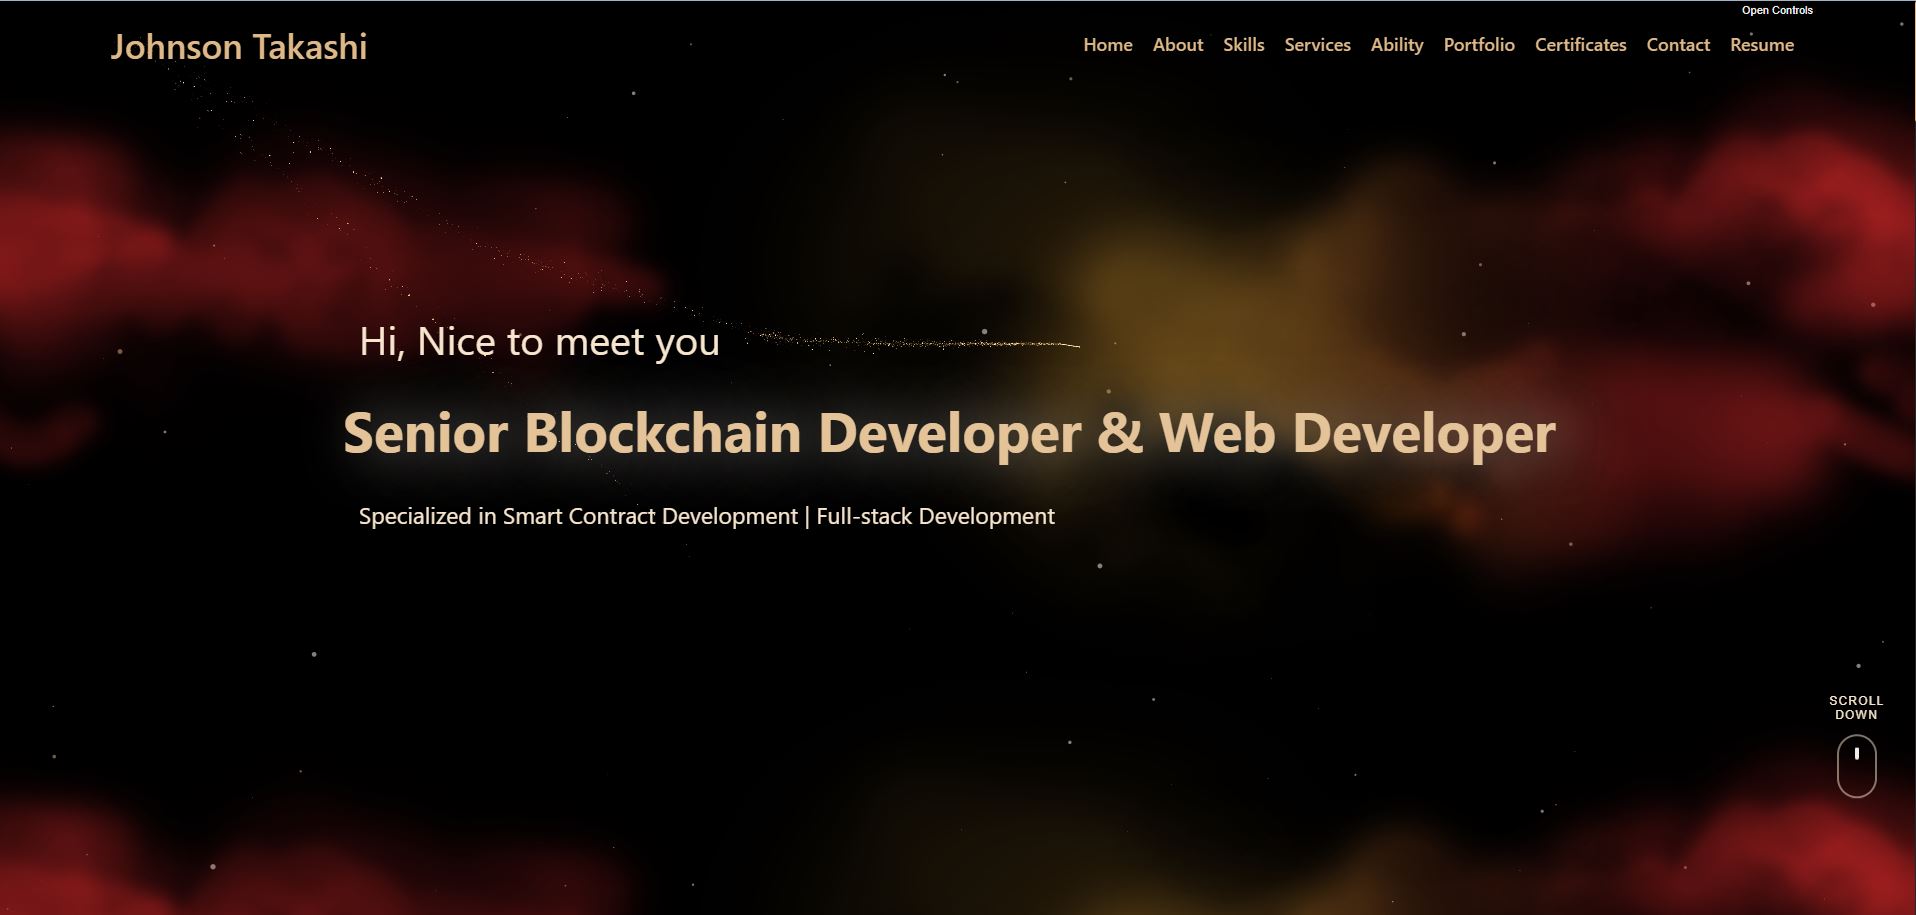 Open Controls
Johnson Takashi
Home About Skills Services Ability Portfolio Certificates Contact Resume
Hi, Nice to meet you
Senior Blockchain Developer & Web Developer
Specialized in Smart Contract Development | Full-stack Development
SCROLL
DOWN